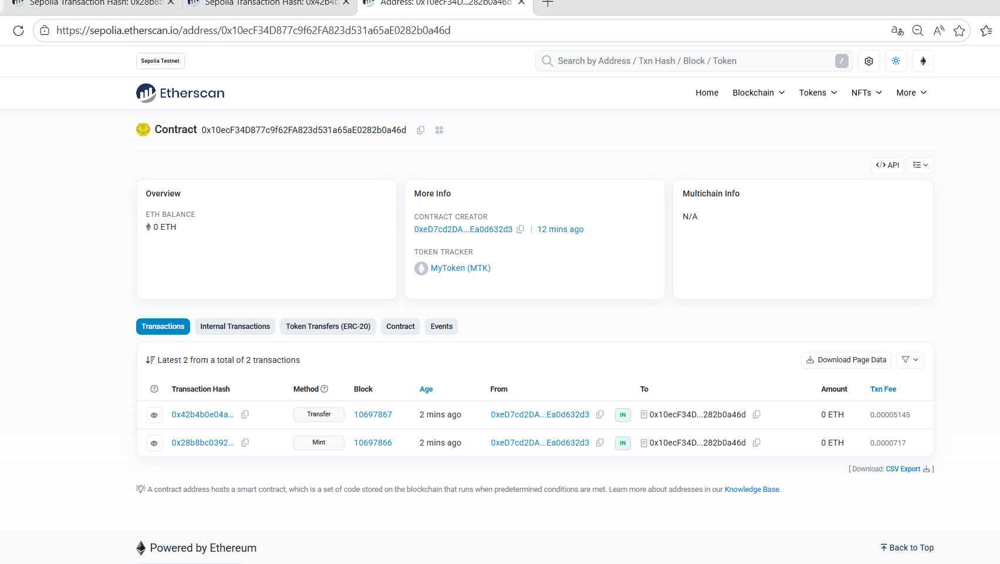 Sepolia Transaction Hash: 0x28b8b
Sepolia Transaction Hash: 0x42b4b
Address: 0x10ecF34D...282b0a46d
https://sepolia.etherscan.io/address/0x10ecF34D877c9f62FA823d531a65aE0282b0a46d
Sepolia Testnet
Search by Address / Txn Hash / Block / Token /
Etherscan
Home Blockchain Tokens NFTs More
Contract 0x10ecF34D877c9f62FA823d531a65aE0282b0a46d
</> API
Overview
ETH BALANCE
0 ETH
More Info
CONTRACT CREATOR
0xeD7cd2DA...Ea0d632d3 | 12 mins ago
TOKEN TRACKER
MyToken (MTK)
Multichain Info
N/A
Transactions Internal Transactions Token Transfers (ERC-20) Contract Events
Latest 2 from a total of 2 transactions
Download Page Data
Transaction Hash Method Block Age From To Amount Txn Fee
0x42b4b0e04a... Transfer 10697867 2 mins ago 0xeD7cd2DA...Ea0d632d3 IN 0x10ecF34D...282b0a46d 0 ETH 0.00005145
0x28b8bc0392... Mint 10697866 2 mins ago 0xeD7cd2DA...Ea0d632d3 IN 0x10ecF34D...282b0a46d 0 ETH 0.0000717
[ Download: CSV Export ]
A contract address hosts a smart contract, which is a set of code stored on the blockchain that runs when predetermined conditions are met. Learn more about addresses in our Knowledge Base.
Powered by Ethereum
Back to Top